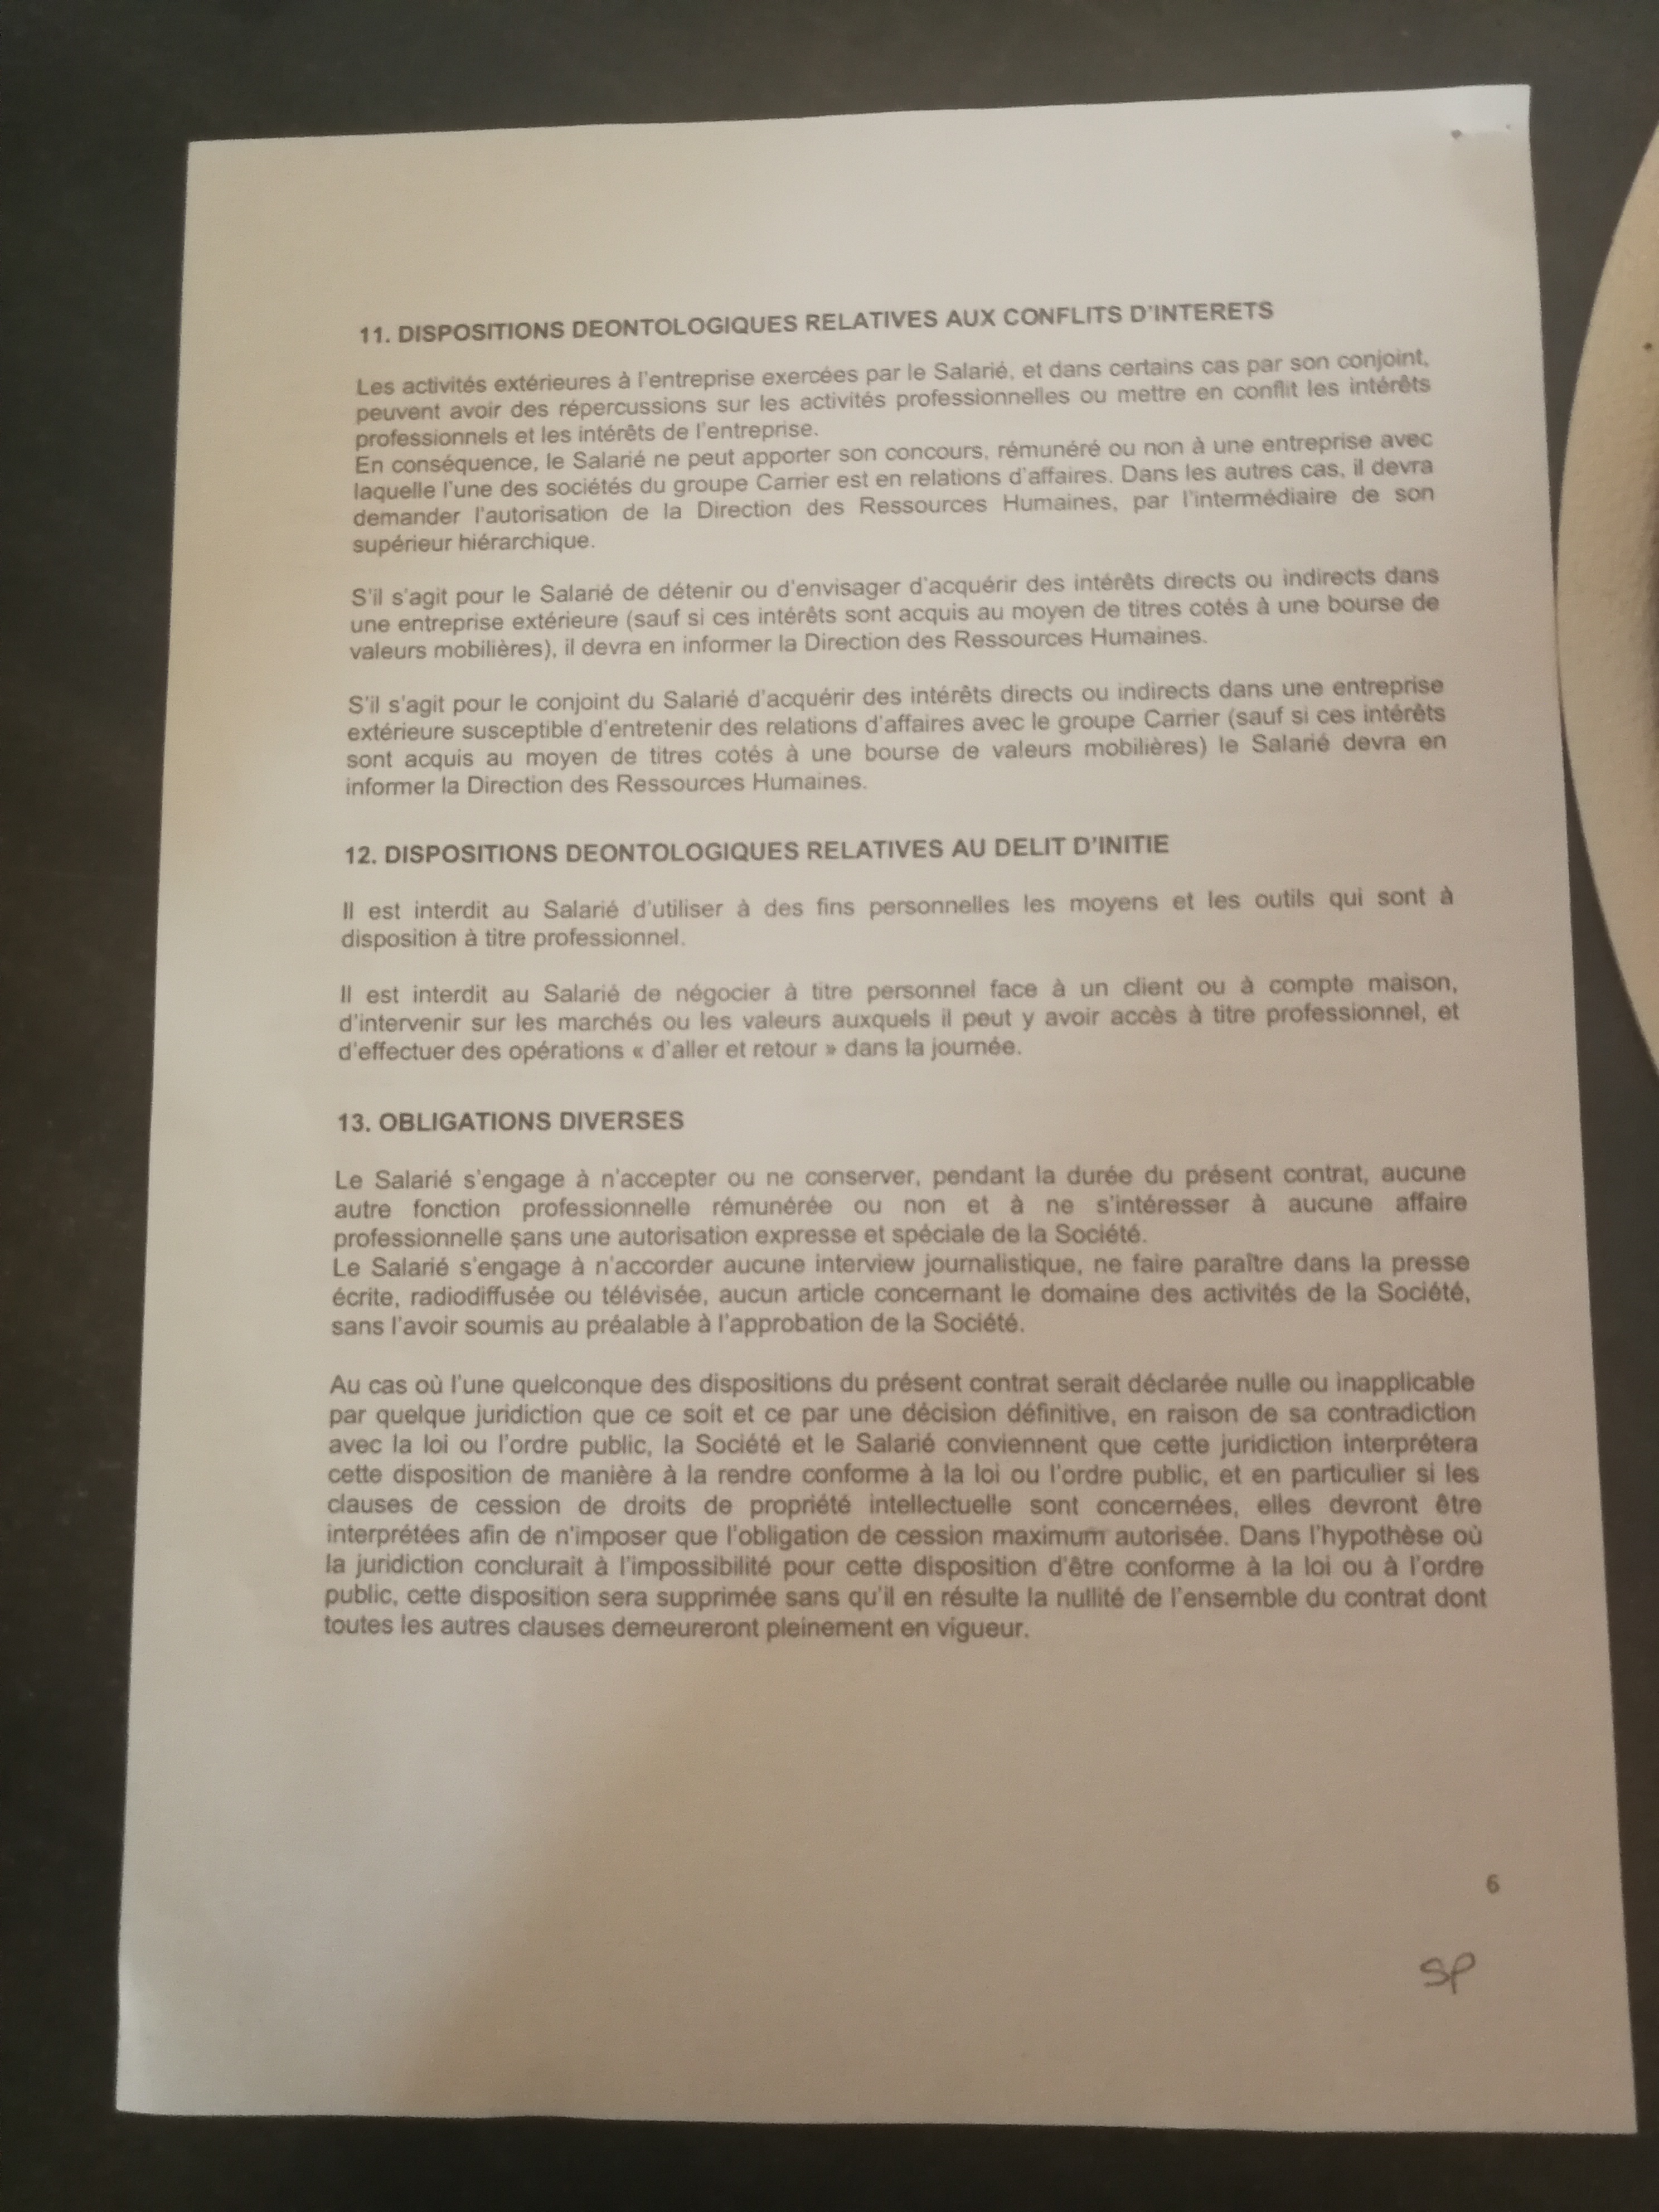 11. DISPOSITIONS DEONTOLOGIQUES RELATIVES AUX CONFLITS D'INTERETS
Les activités extérieures à l'entreprise exercées par le Salarié, et dans certains cas par son conjoint,
peuvent avoir des répercussions sur les activités professionnelles ou mettre en conflit les intérêts
professionnels et les intérêts de l'entreprise.
En conséquence, le Salarié ne peut apporter son concours, rémunéré ou non à une entreprise avec
laquelle l'une des sociétés du groupe Carrier est en relations d'affaires. Dans les autres cas, il devra
demander l'autorisation de la Direction des Ressources Humaines, par l'intermédiaire de son
supérieur hiérarchique.
S'il s'agit pour le Salarié de détenir ou d'envisager d'acquérir des intérêts directs ou indirects dans
une entreprise extérieure (sauf si ces intérêts sont acquis au moyen de titres cotés à une bourse de
valeurs mobilières), il devra en informer la Direction des Ressources Humaines.
S'il s'agit pour le conjoint du Salarié d'acquérir des intérêts directs ou indirects dans une entreprise
extérieure susceptible d'entretenir des relations d'affaires avec le groupe Carrier (sauf si ces intérêts
sont acquis au moyen de titres cotés à une bourse de valeurs mobilières) le Salarié devra en
informer la Direction des Ressources Humaines.
12. DISPOSITIONS DEONTOLOGIQUES RELATIVES AU DELIT D'INITIE
Il est interdit au Salarié d'utiliser à des fins personnelles les moyens et les outils qui sont à
disposition à titre professionnel.
Il est interdit au Salarié de négocier à titre personnel face à un client ou à compte maison,
d'intervenir sur les marchés ou les valeurs auxquels il peut y avoir accès à titre professionnel, et
d'effectuer des opérations « d'aller et retour » dans la journée.
13. OBLIGATIONS DIVERSES
Le Salarié s'engage à n'accepter ou ne conserver, pendant la durée du présent contrat, aucune
autre fonction professionnelle rémunérée ou non et à ne s'intéresser à aucune affaire
professionnelle sans une autorisation expresse et spéciale de la Société.
Le Salarié s'engage à n'accorder aucune interview journalistique, ne faire paraître dans la presse
écrite, radiodiffusée ou télévisée, aucun article concernant le domaine des activités de la Société,
sans l'avoir soumis au préalable à l'approbation de la Société.
Au cas où l'une quelconque des dispositions du présent contrat serait déclarée nulle ou inapplicable
par quelque juridiction que ce soit et ce par une décision définitive, en raison de sa contradiction
avec la loi ou l'ordre public, la Société et le Salarié conviennent que cette juridiction interprétera
cette disposition de manière à la rendre conforme à la loi ou l'ordre public, et en particulier si les
clauses de cession de droits de propriété intellectuelle sont concernées, elles devront être
interprétées afin de n'imposer que l'obligation de cession maximum autorisée. Dans l'hypothèse où
la juridiction conclurait à l'impossibilité pour cette disposition d'être conforme à la loi ou à l'ordre
public, cette disposition sera supprimée sans qu'il en résulte la nullité de l'ensemble du contrat dont
toutes les autres clauses demeureront pleinement en vigueur.
6
SP